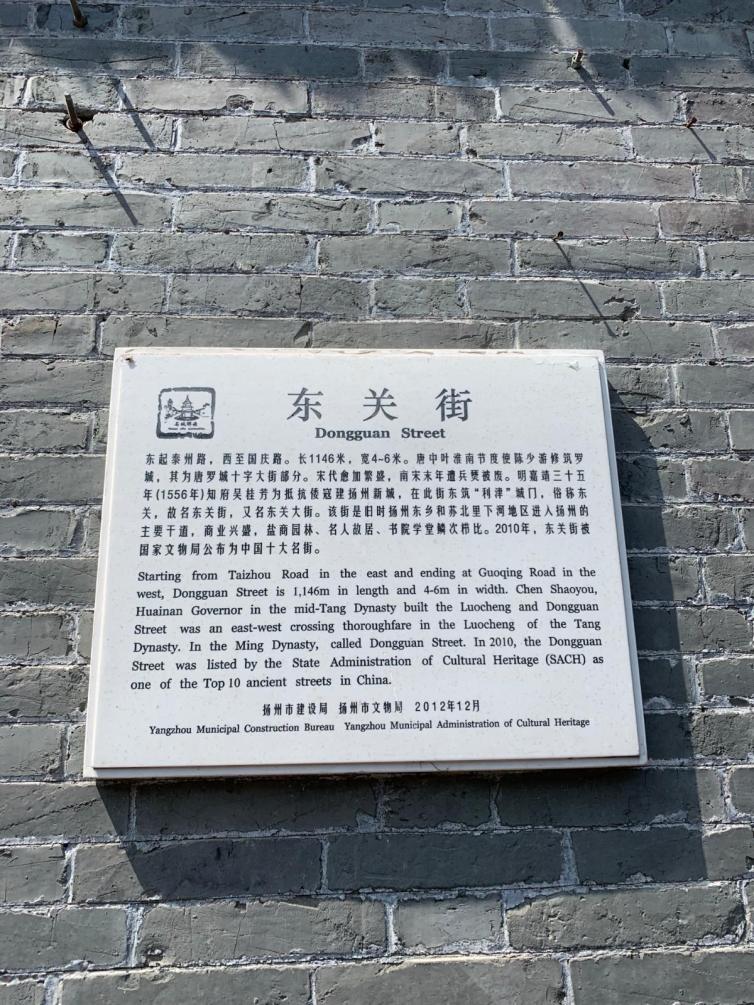 东关街
Dongguan Street
东起泰州路，西至国庆路。长1146米，宽4~6米。唐中叶淮南节度使陈少游修筑罗
城，其为唐罗城十字大街部分。宋代愈加繁盛，南宋末年遭兵燹被废。明嘉靖三十五
年(1556年)知府吴桂芳为抵抗倭寇建扬州新城，在此街东筑“利津”城门，俗称东
关，故名东关街，又名东关大街。该街是旧时扬州东乡和苏北里下河地区进入扬州的
主要干道，商业兴盛，盐商园林、名人故居、书院学堂鳞次栉比。2010年，东关街被
国家文物局公布为中国十大名街。
Starting from Taizhou Road in the east and ending at Guoqing Road in the
west, Dongguan Street is 1,146m in length and 4-6m in width. Chen Shaoyou,
Huainan Governor in the mid-Tang Dynasty built the Luocheng and Dongguan
Street was an east-west crossing thoroughfare in the Luocheng of the Tang
Dynasty. In the Ming Dynasty, called Dongguan Street. In 2010, the Dongguan
Street was listed by the State Administration of Cultural Heritage (SACH) as
one of the Top 10 ancient streets in China.
扬州市建设局 扬州市文物局 2012年12月
Yangzhou Municipal Construction Bureau Yangzhou Municipal Administration of Cultural Heritage